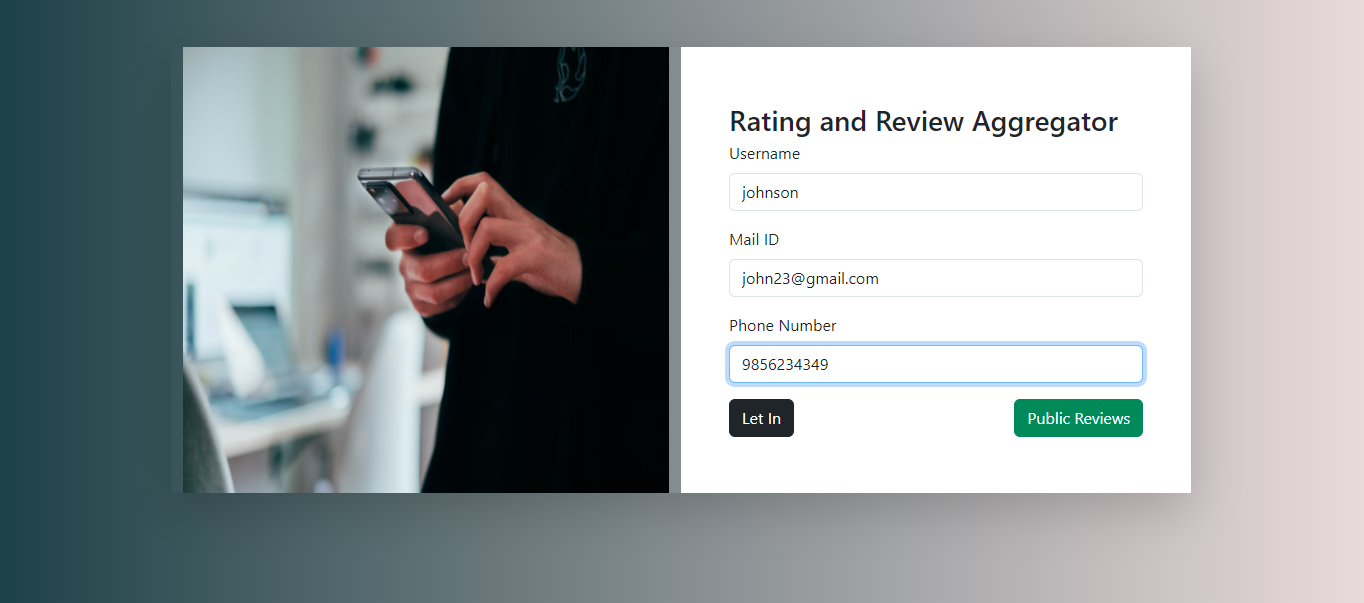 Rating and Review Aggregator
Username
johnson
Mail ID
john23@gmail.com
Phone Number
9856234349
Let In
Public Reviews